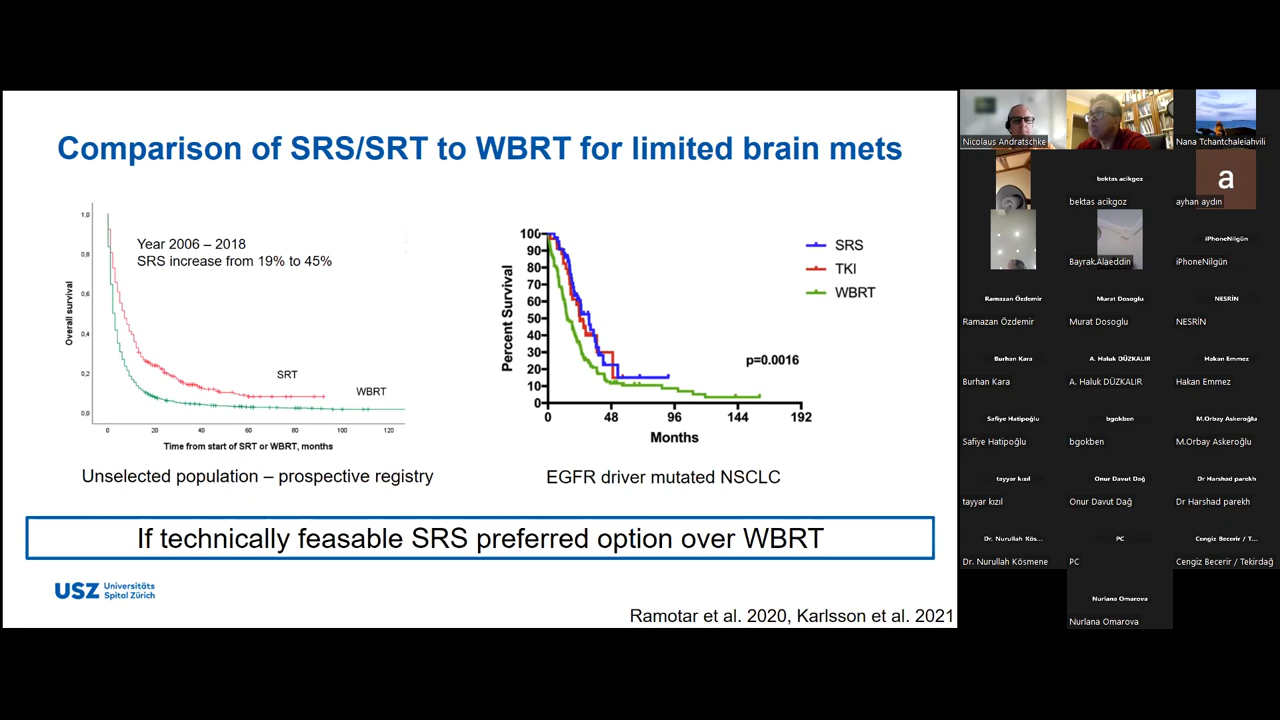 Comparison of SRS/SRT to WBRT for limited brain mets
1,0
0,8
0,6
0,4
0,2
0,0
Overall survival
Year 2006 – 2018
SRS increase from 19% to 45%
SRT
WBRT
0
20
40
60
80
100
120
Time from start of SRT or WBRT, months
Unselected population – prospective registry
100
90
80
70
60
50
40
30
20
10
0
Percent Survival
SRS
TKI
WBRT
p=0.0016
0
48
96
144
192
Months
EGFR driver mutated NSCLC
If technically feasable SRS preferred option over WBRT
USZ Universitäts
Spital Zürich
Ramotar et al. 2020, Karlsson et al. 2021
Nicolaus Andratschke
Nana Tchantchaleiahvili
bektas acikgoz
bektas acikgoz
a
ayhan aydın
Bayrak.Alaeddin
iPhoneNilgün
iPhoneNilgün
Ramazan Özdemir
Ramazan Özdemir
Murat Dosoglu
Murat Dosoglu
NESRİN
NESRİN
Burhan Kara
Burhan Kara
A. Haluk DÜZKALIR
A. Haluk DÜZKALIR
Hakan Emmez
Hakan Emmez
Safiye Hatipoğlu
Safiye Hatipoğlu
bgokben
bgokben
M.Orbay Askeroğlu
M.Orbay Askeroğlu
tayyar kızıl
tayyar kızıl
Onur Davut Dağ
Onur Davut Dağ
Dr Harshad parekh
Dr Harshad parekh
Dr. Nurullah Kös...
Dr. Nurullah Kösmene
PC
PC
Cengiz Becerir / T...
Cengiz Becerir / Tekirdağ
Nurlana Omarova
Nurlana Omarova